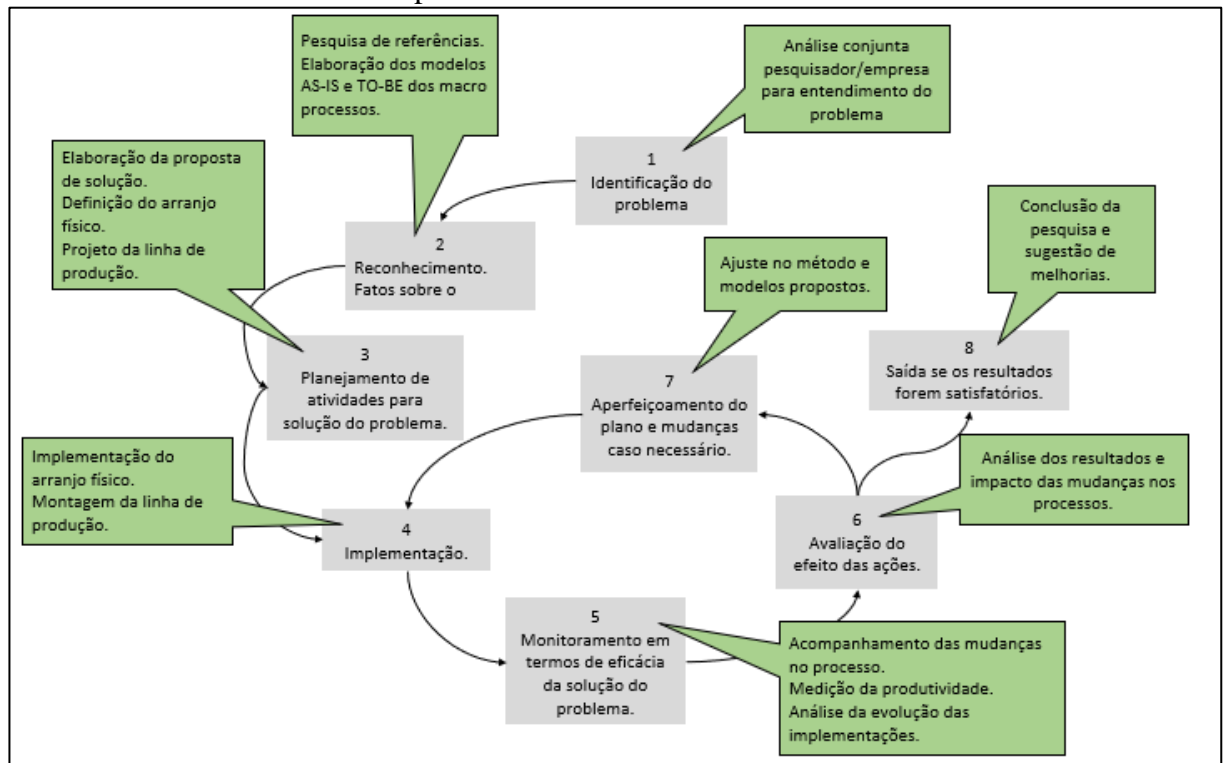 Pesquisa de referências.
Elaboração dos modelos
AS-IS e TO-BE dos macro
processos.
Análise conjunta
pesquisador/empresa
para entendimento do
problema
1
Identificação do
problema
Elaboração da proposta
de solução.
Definição do arranjo
físico.
Projeto da linha de
produção.
2
Reconhecimento.
Fatos sobre o
Conclusão da
pesquisa e
sugestão de
melhorias.
Ajuste no método e
modelos propostos.
3
Planejamento de
atividades para
solução do problema.
7
Aperfeiçoamento do
plano e mudanças
caso necessário.
8
Saída se os resultados
forem satisfatórios.
Implementação do
arranjo físico.
Montagem da linha de
produção.
4
Implementação.
Análise dos resultados e
impacto das mudanças nos
processos.
6
Avaliação do
efeito das ações.
5
Monitoramento em
termos de eficácia
da solução do
problema.
Acompanhamento das mudanças
no processo.
Medição da produtividade.
Análise da evolução das
implementações.